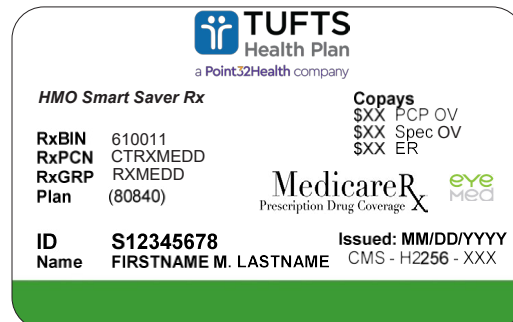 TUFTS
Health Plan
a Point32Health company
HMO Smart Saver Rx
Copays
$XX PCP OV
$XX Spec OV
$XX ER
RxBIN 610011
RxPCN CTRXMEDD
RxGRP RXMEDD
Plan (80840)
MedicareRx
Prescription Drug Coverage
eye
MED
ID S12345678
Name FIRSTNAME M. LASTNAME
Issued: MM/DD/YYYY
CMS - H2256 - XXX